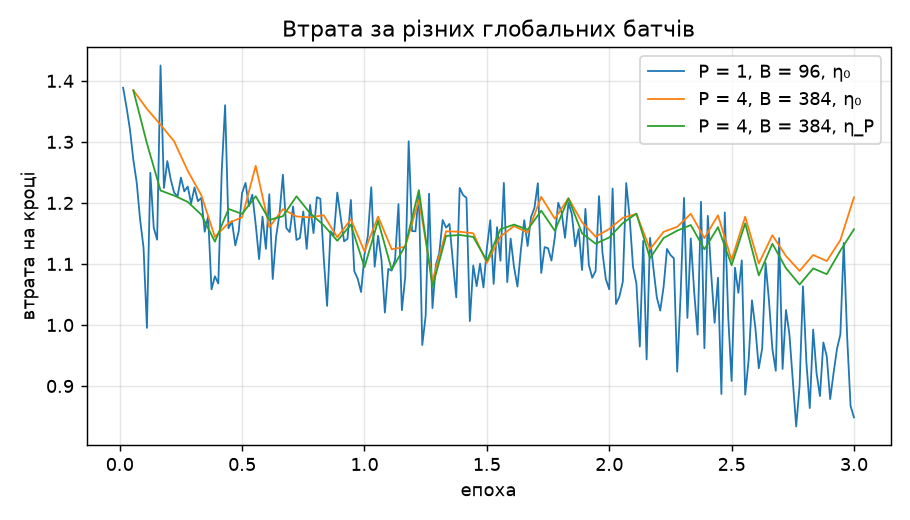 Втрата за різних глобальних батчів
P = 1, B = 96, η₀
P = 4, B = 384, η₀
P = 4, B = 384, η_P
втрата на кроці
1.4
1.3
1.2
1.1
1.0
0.9
0.0 0.5 1.0 1.5 2.0 2.5 3.0
епоха